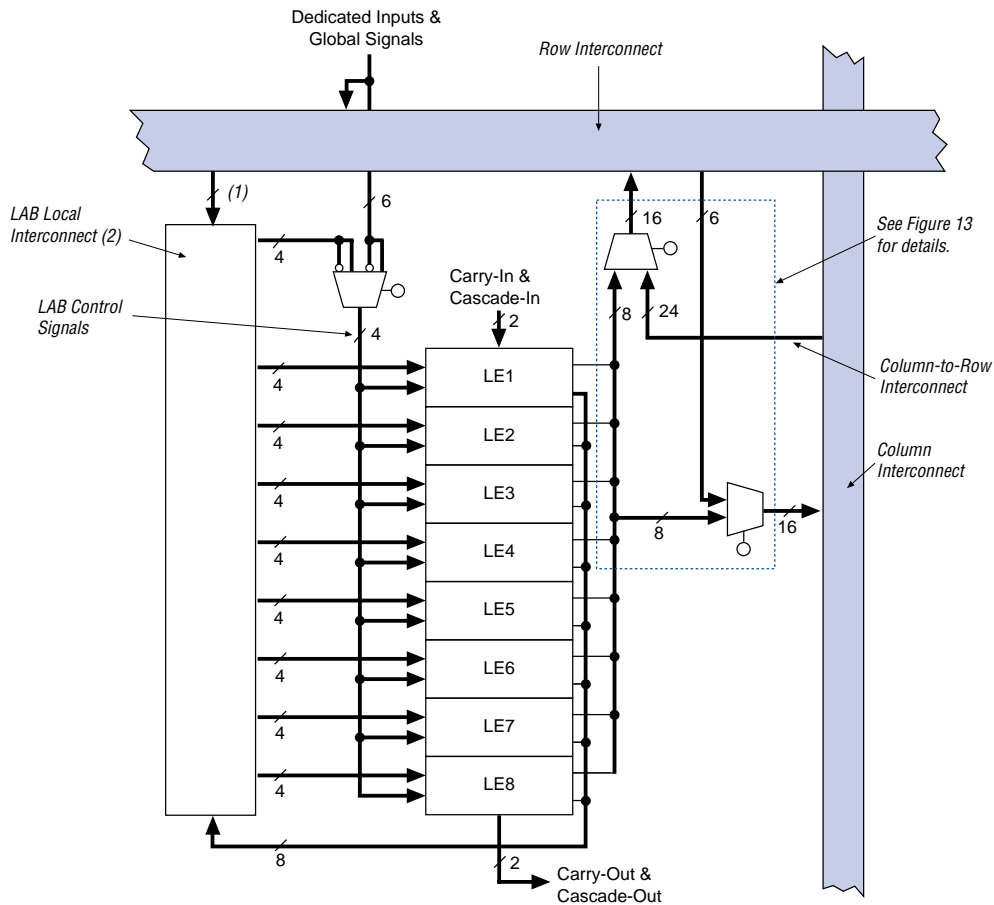 Dedicated Inputs &
Global Signals
Row Interconnect
(1)
6
16
6
LAB Local
Interconnect (2)
See Figure 13
for details.
4
Carry-In &
Cascade-In
LAB Control
Signals
4
2
8
24
4
LE1
Column-to-Row
Interconnect
4
LE2
Column
Interconnect
4
LE3
8
16
4
LE4
4
LE5
4
LE6
4
LE7
4
LE8
8
2
Carry-Out &
Cascade-Out